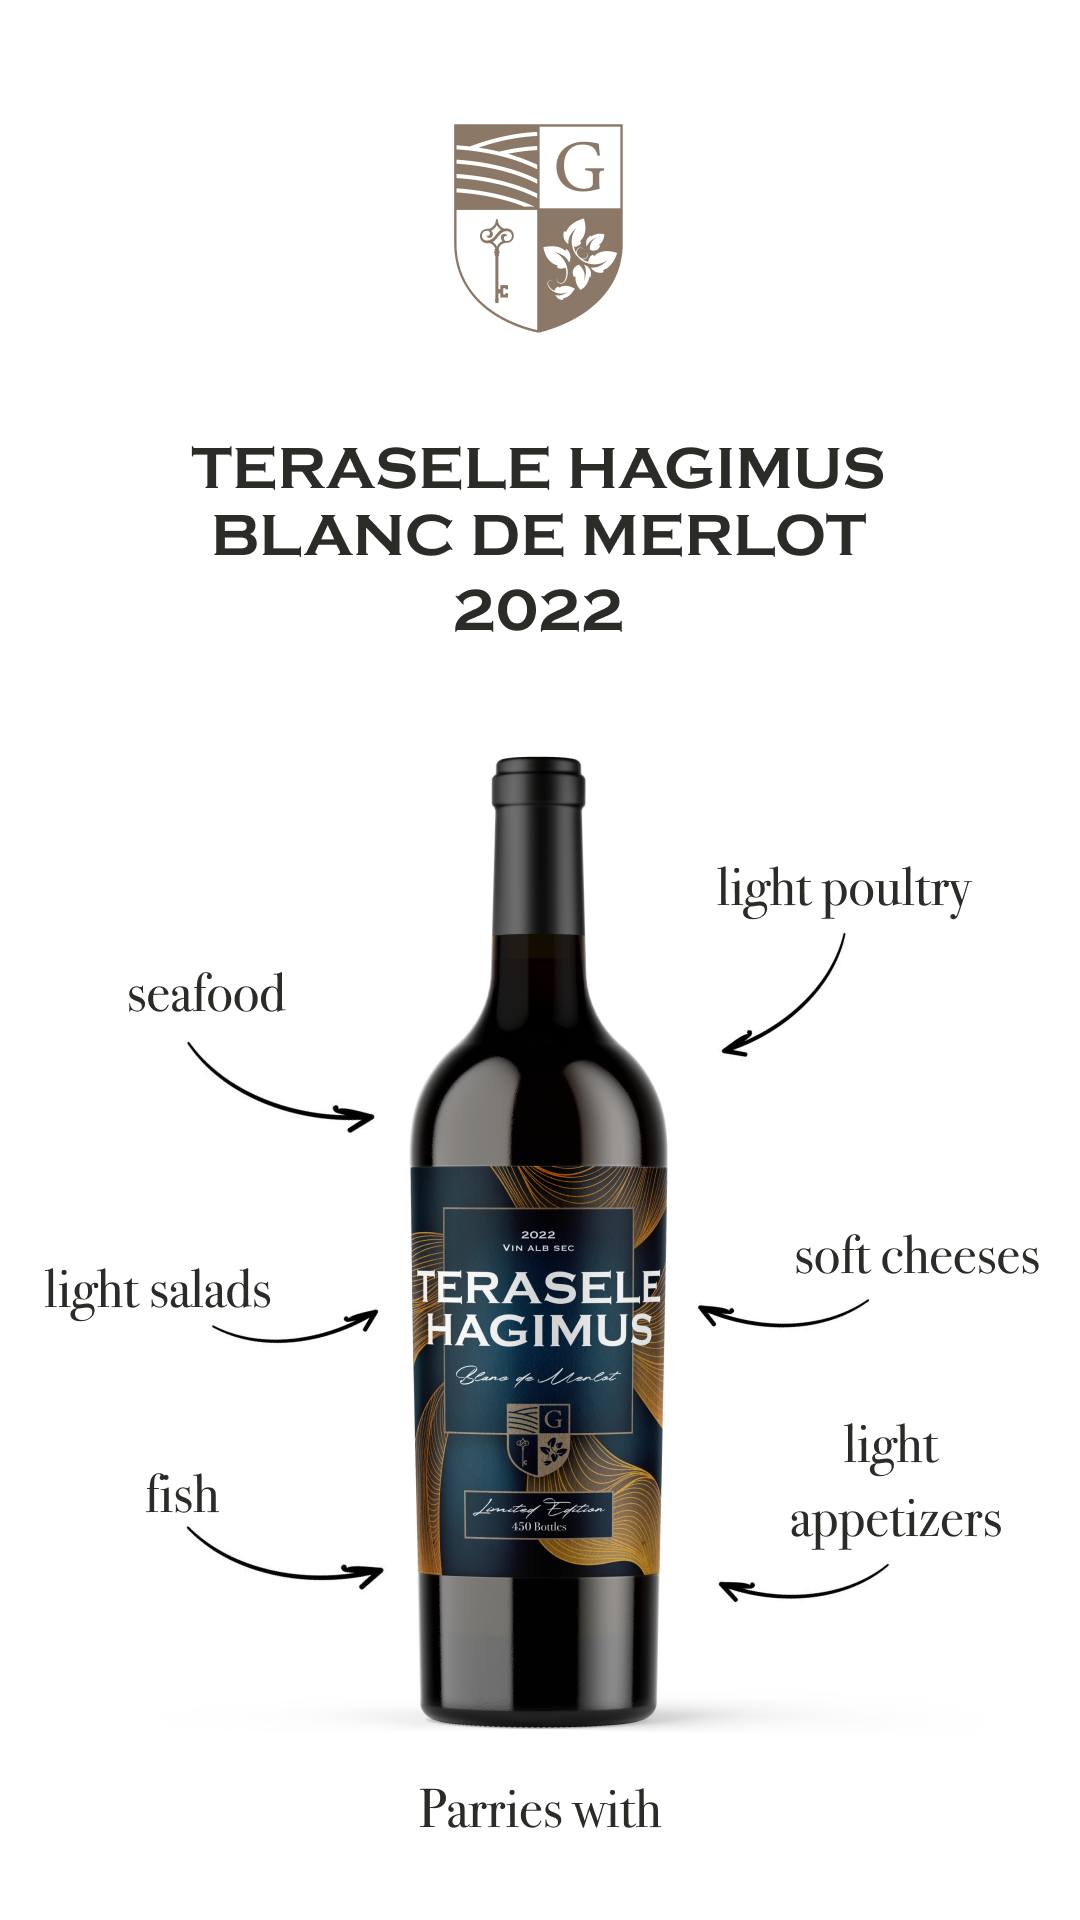 G
TERASELE HAGIMUS
BLANC DE MERLOT
2022
light poultry
seafood
light salads
soft cheeses
fish
light
appetizers
2022
VIN ALB SEC
TERASELE
HAGIMUS
Blanc de Merlot
G
Limited Edition
450 Bottles
Parries with